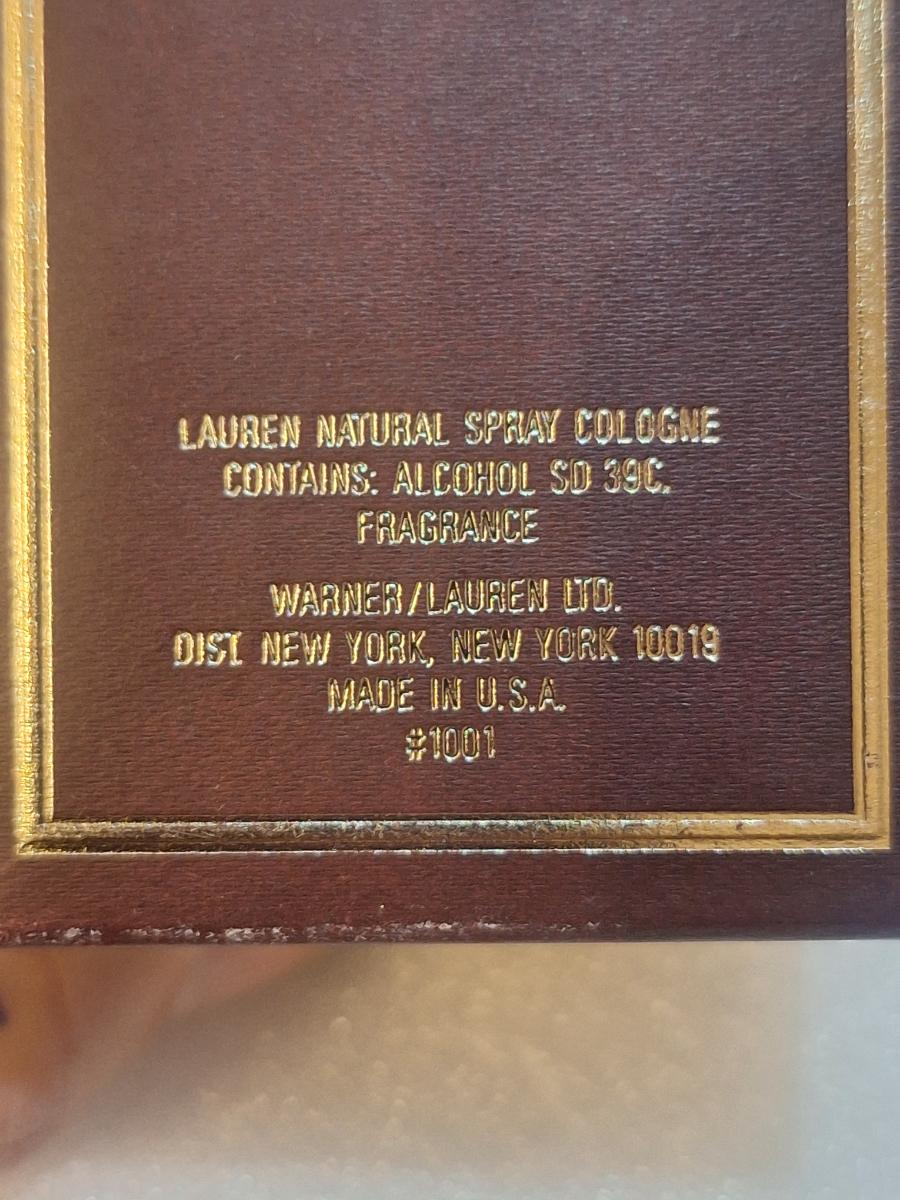 LAUREN NATURAL SPRAY COLOGNE
CONTAINS: ALCOHOL SD 39C,
FRAGRANCE
WARNER/LAUREN LTD.
DIST. NEW YORK, NEW YORK 10019
MADE IN U.S.A.
#1001